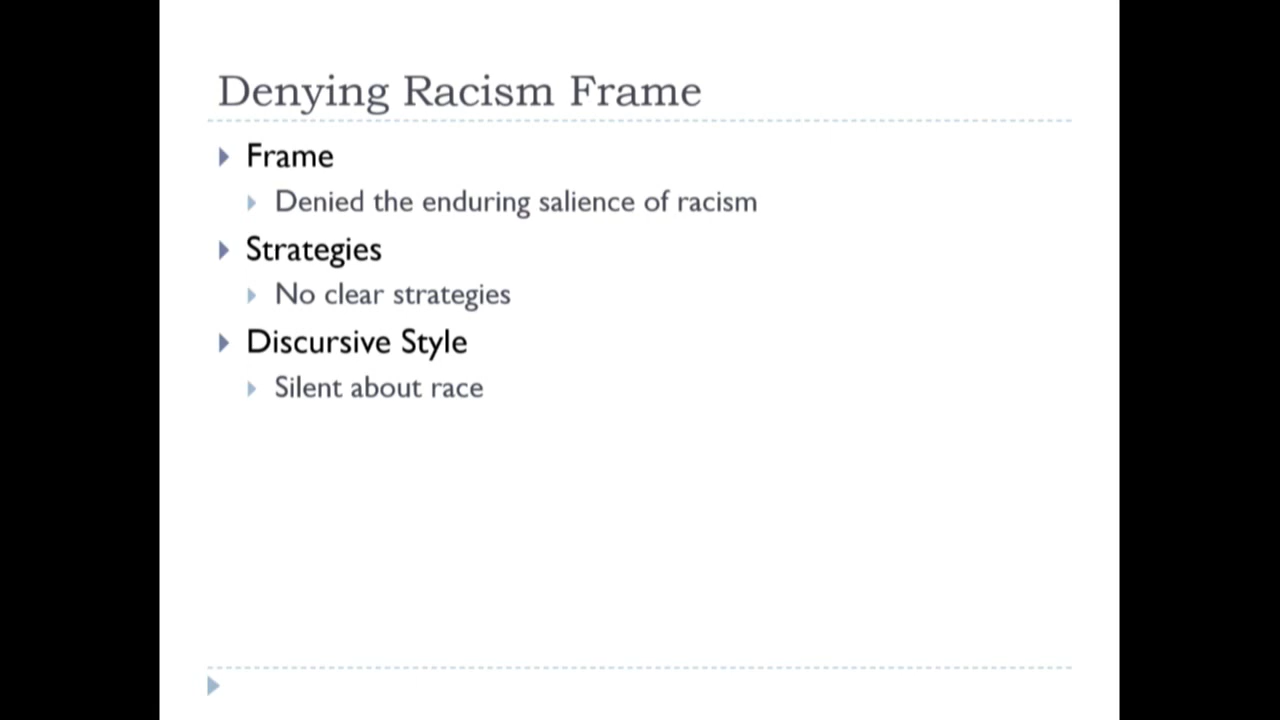 Denying Racism Frame
Frame
Denied the enduring salience of racism
Strategies
No clear strategies
Discursive Style
Silent about race